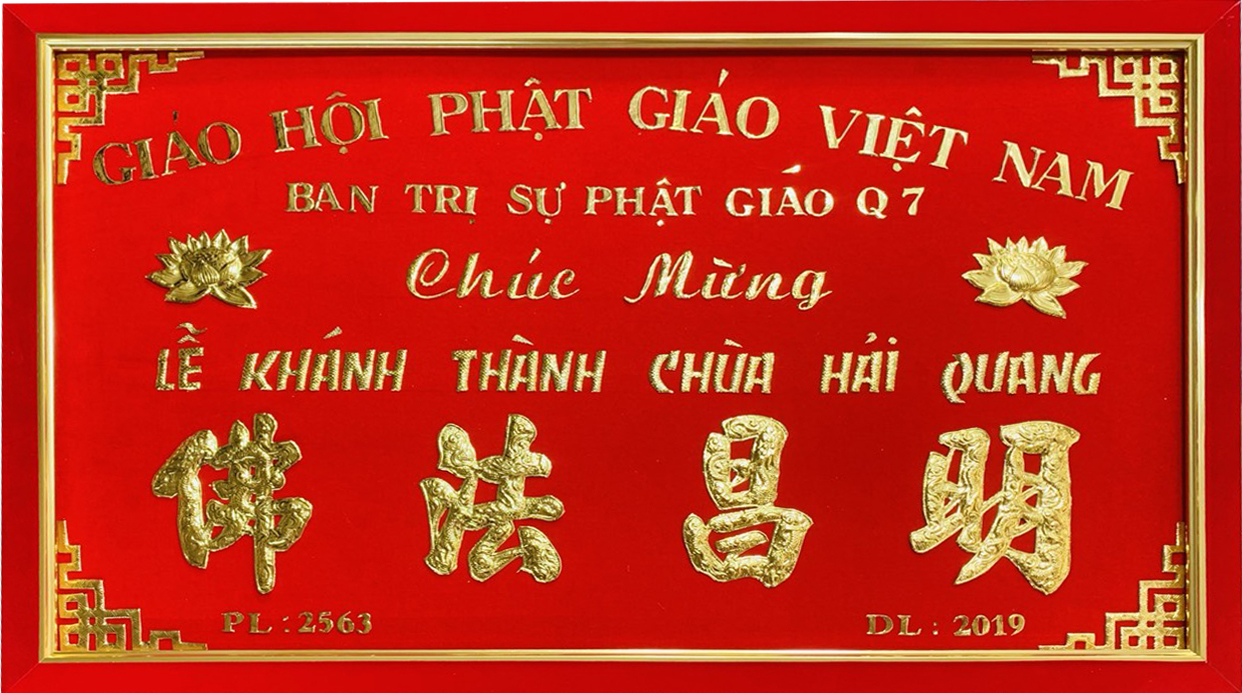 GIÁO HỘI PHẬT GIÁO VIỆT NAM
BAN TRỊ SỰ PHẬT GIÁO Q 7
Chúc Mừng
LỄ KHÁNH THÀNH CHÙA HẢI QUANG
佛法昌明
PL : 2563 DL : 2019